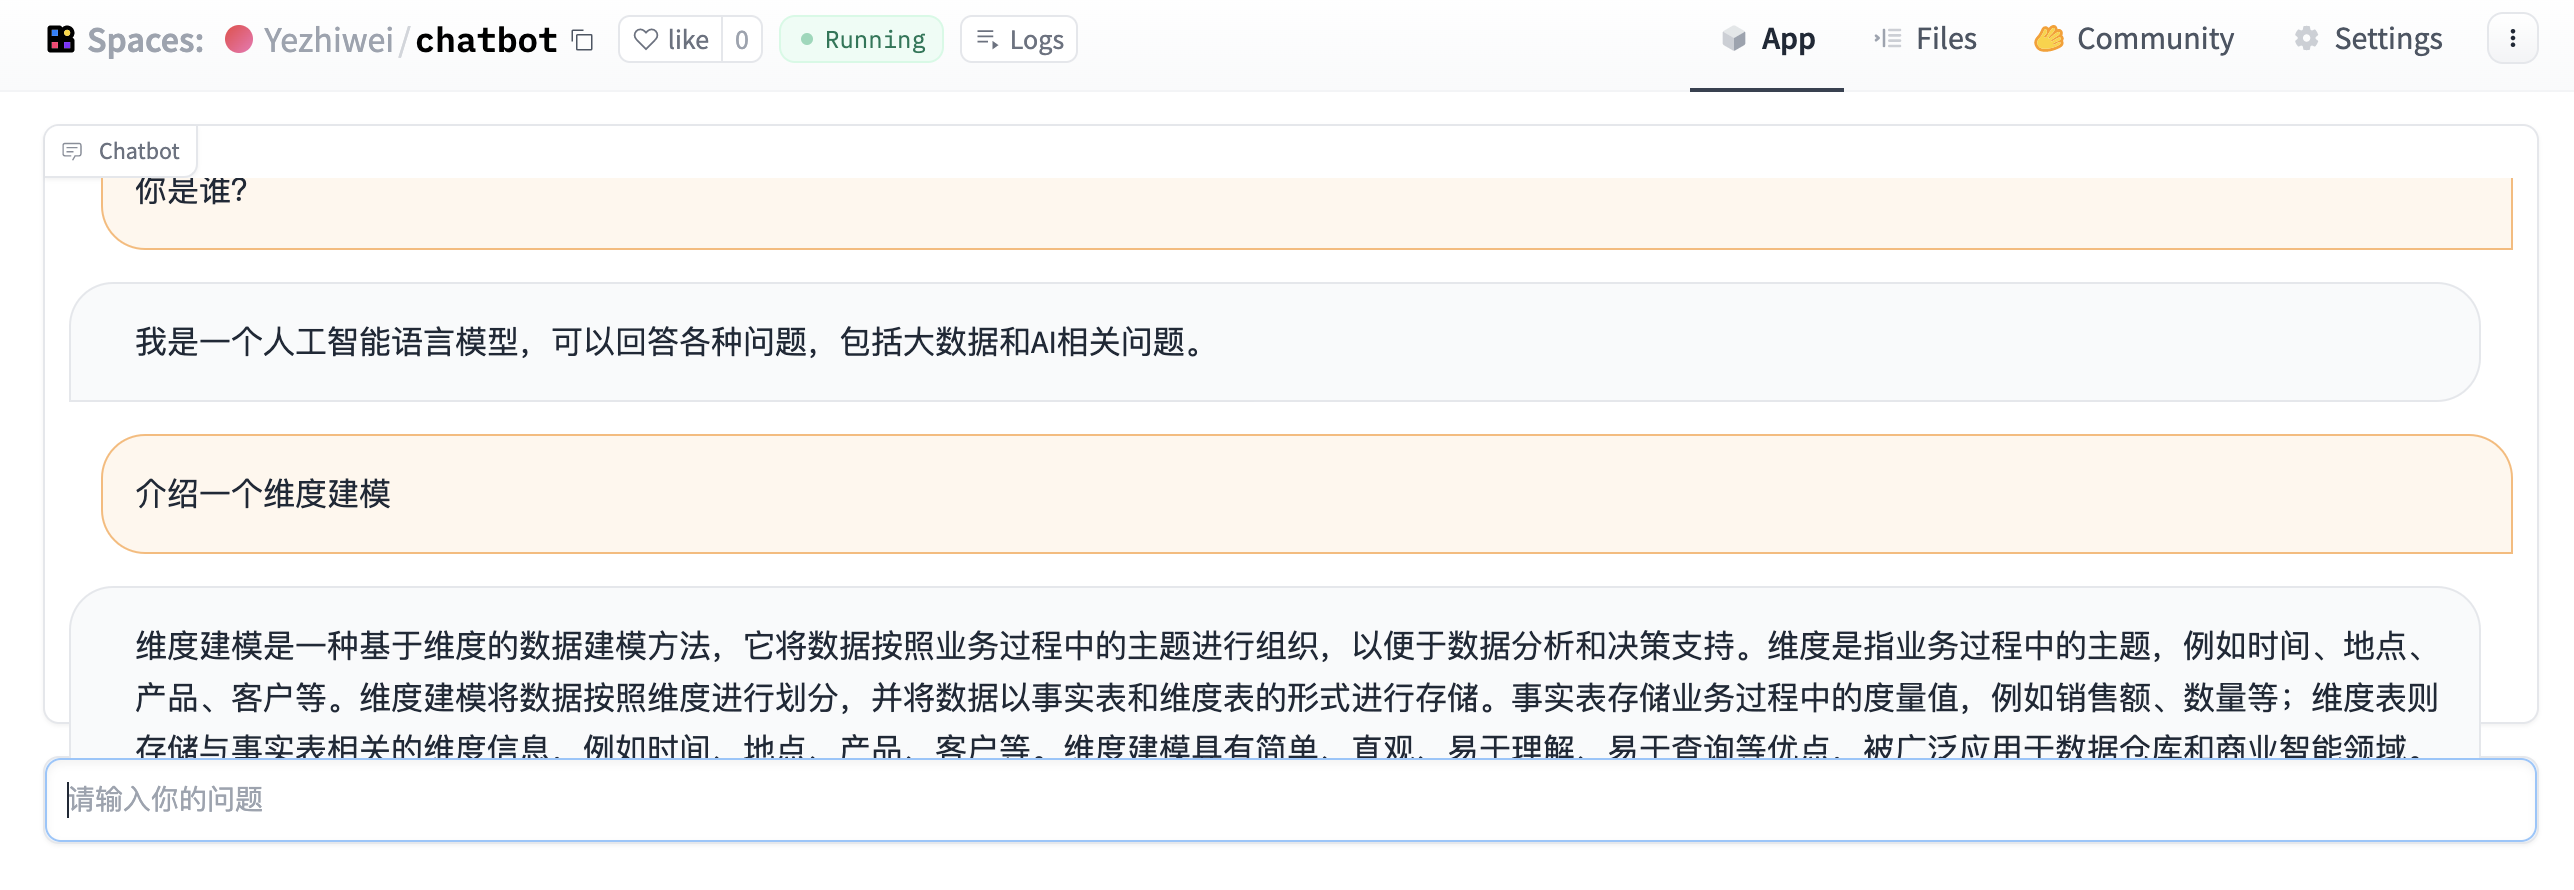 Spaces: Yezhiwei/chatbot like 0 Running Logs App Files Community Settings
Chatbot
你是谁?
我是一个人工智能语言模型，可以回答各种问题，包括大数据和AI相关问题。
介绍一个维度建模
维度建模是一种基于维度的数据建模方法，它将数据按照业务过程中的主题进行组织，以便于数据分析和决策支持。维度是指业务过程中的主题，例如时间、地点、
产品、客户等。维度建模将数据按照维度进行划分，并将数据以事实表和维度表的形式进行存储。事实表存储业务过程中的度量值，例如销售额、数量等；维度表则
存储与事实表相关的维度信息，例如时间、地点、产品、客户等。维度建模具有简单、直观、易于理解、易于查询等优点，被广泛应用于数据仓库和商业智能领域。
请输入你的问题